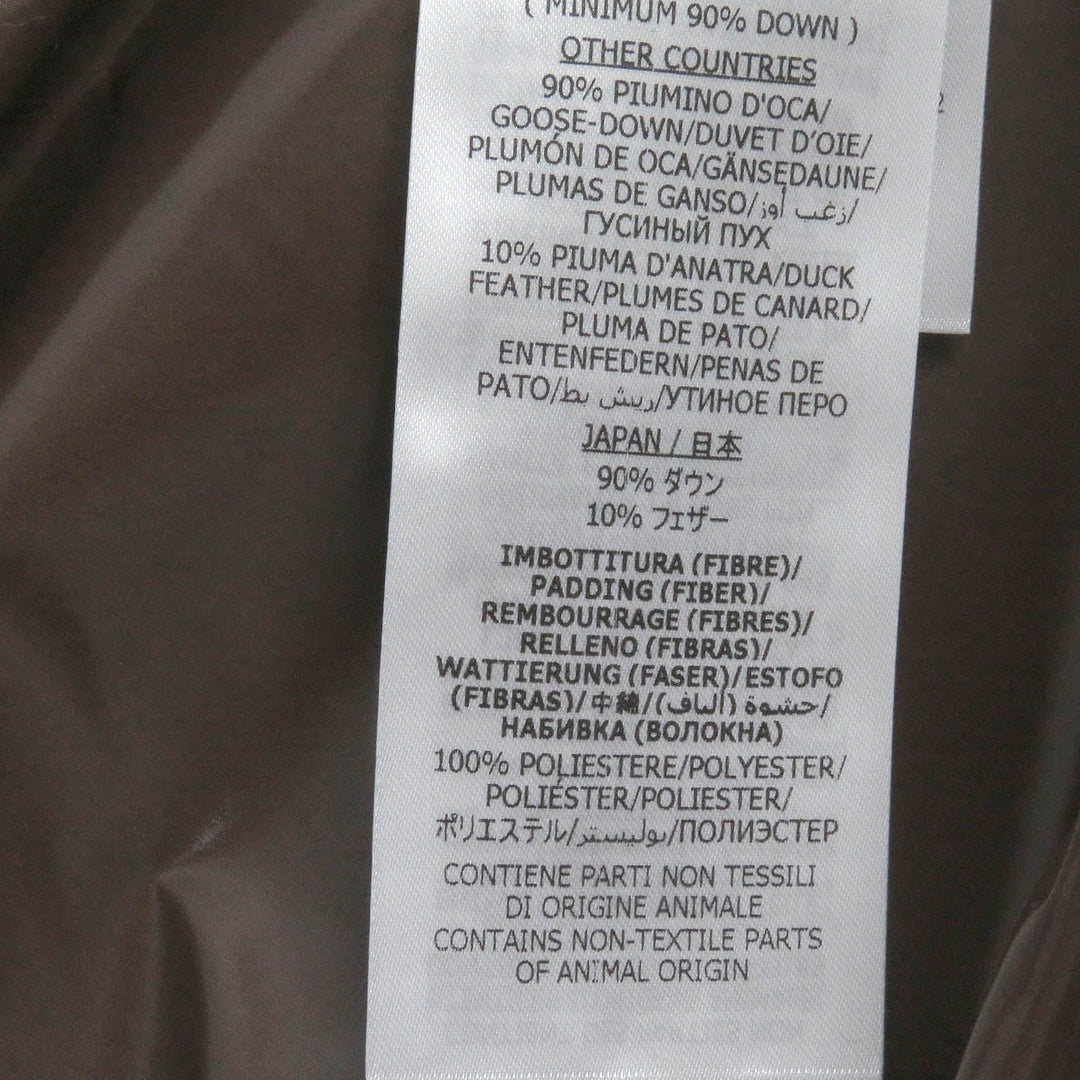 ( MINIMUM 90% DOWN )
OTHER COUNTRIES
90% PIUMINO D'OCA/
GOOSE-DOWN/DUVET D'OIE/
PLUMÓN DE OCA/GÄNSEDAUNE/
PLUMAS DE GANSO/زغب أوز/
ГУСИНЫЙ ПУХ
10% PIUMA D'ANATRA/DUCK
FEATHER/PLUMES DE CANARD/
PLUMA DE PATO/
ENTENFEDERN/PENAS DE
PATO/ريش بط/УТИНОЕ ПЕРО
JAPAN / 日本
90% ダウン
10% フェザー
IMBOTTITURA (FIBRE)/
PADDING (FIBER)/
REMBOURRAGE (FIBRES)/
RELLENO (FIBRAS)/
WATTIERUNG (FASER)/ESTOFO
(FIBRAS)/中綿/حشوة (ألياف)/
НАБИВКА (ВОЛОКНА)
100% POLIESTERE/POLYESTER/
POLIÉSTER/POLIESTER/
ポリエステル/بوليستر/ПОЛИЭСТЕР
CONTIENE PARTI NON TESSILI
DI ORIGINE ANIMALE
CONTAINS NON-TEXTILE PARTS
OF ANIMAL ORIGIN
2